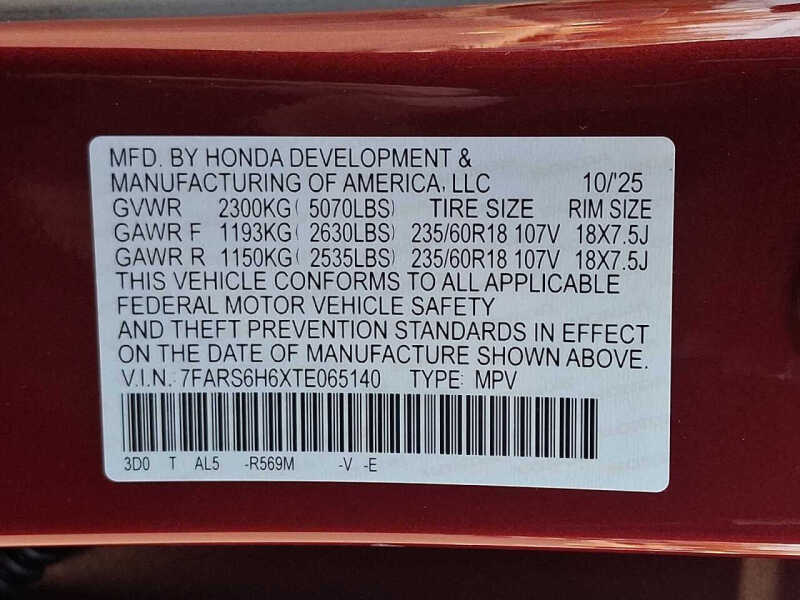 MFD. BY HONDA DEVELOPMENT &
MANUFACTURING OF AMERICA, LLC 10/'25
GVWR 2300KG( 5070LBS) TIRE SIZE RIM SIZE
GAWR F 1193KG( 2630LBS) 235/60R18 107V 18X7.5J
GAWR R 1150KG( 2535LBS) 235/60R18 107V 18X7.5J
THIS VEHICLE CONFORMS TO ALL APPLICABLE
FEDERAL MOTOR VEHICLE SAFETY
AND THEFT PREVENTION STANDARDS IN EFFECT
ON THE DATE OF MANUFACTURE SHOWN ABOVE.
V.I.N. 7FARS6H6XTE065140 TYPE: MPV
3D0 T AL5 -R569M -V -E